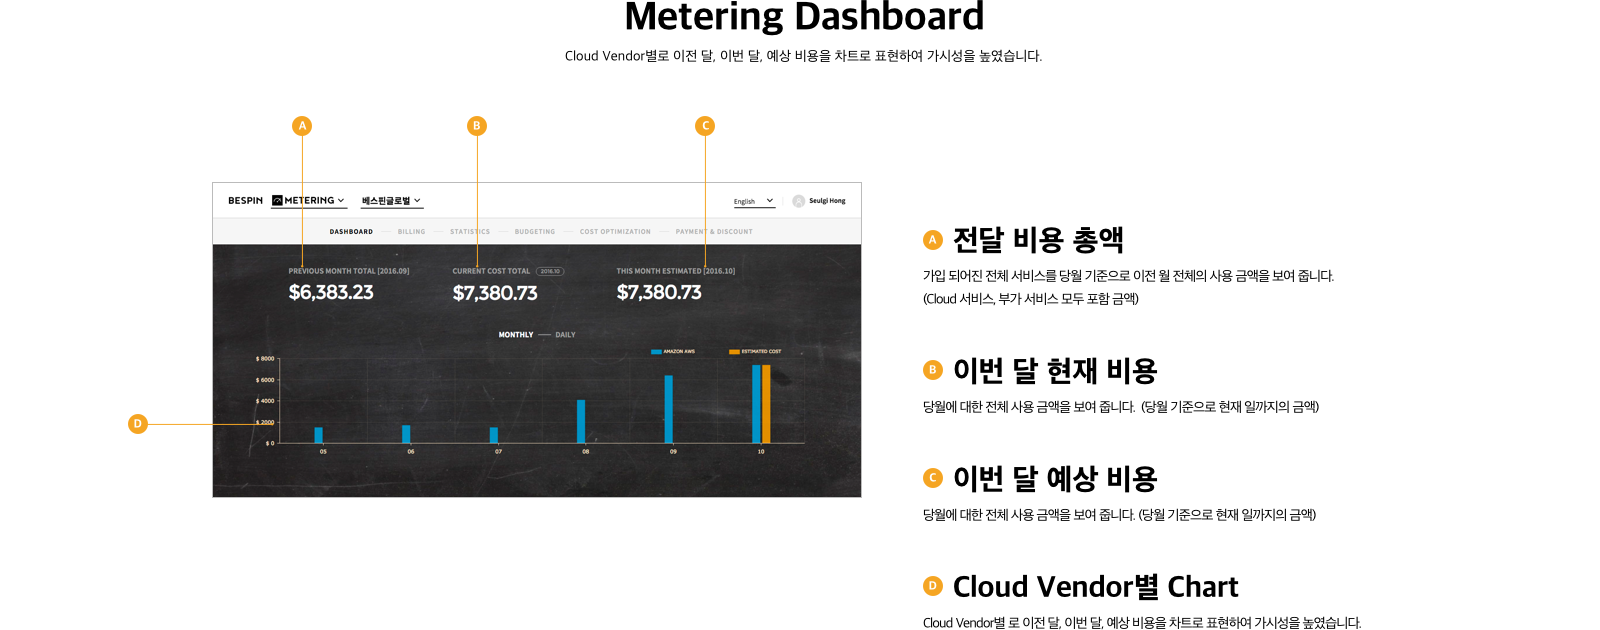 Metering Dashboard
Cloud Vendor별로 이전 달, 이번 달, 예상 비용을 차트로 표현하여 가시성을 높였습니다.
A
B
C
BESPIN METERING 베스핀글로벌 English Seulgi Hong
DASHBOARD BILLING STATISTICS BUDGETING COST OPTIMIZATION PAYMENT & DISCOUNT
PREVIOUS MONTH TOTAL [2016.09] CURRENT COST TOTAL 2016.10 THIS MONTH ESTIMATED [2016.10]
$6,383.23 $7,380.73 $7,380.73
MONTHLY DAILY
AMAZON AWS ESTIMATED COST
$ 8000
$ 6000
$ 4000
D $ 2000
$ 0
05 06 07 08 09 10
A 전달 비용 총액
가입 되어진 전체 서비스를 당월 기준으로 이전 월 전체의 사용 금액을 보여 줍니다.
(Cloud 서비스, 부가 서비스 모두 포함 금액)
B 이번 달 현재 비용
당월에 대한 전체 사용 금액을 보여 줍니다. (당월 기준으로 현재 일까지의 금액)
C 이번 달 예상 비용
당월에 대한 전체 사용 금액을 보여 줍니다. (당월 기준으로 현재 일까지의 금액)
D Cloud Vendor별 Chart
Cloud Vendor별 로 이전 달, 이번 달, 예상 비용을 차트로 표현하여 가시성을 높였습니다.